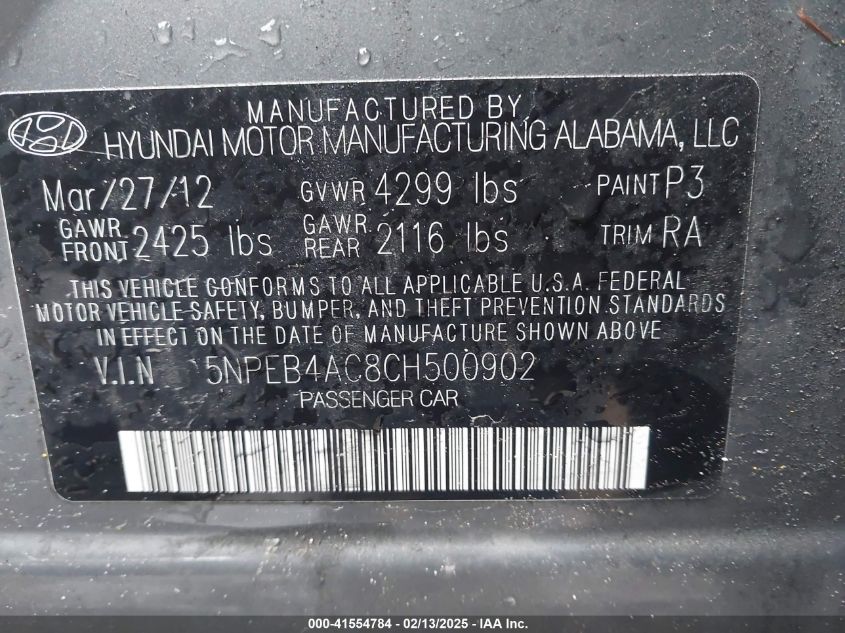 MANUFACTURED BY
HYUNDAI MOTOR MANUFACTURING ALABAMA, LLC
Mar/27/12 GVWR 4299 lbs PAINT P3
GAWR FRONT 2425 lbs GAWR REAR 2116 lbs TRIM RA
THIS VEHICLE CONFORMS TO ALL APPLICABLE U.S.A. FEDERAL
MOTOR VEHICLE SAFETY, BUMPER, AND THEFT PREVENTION STANDARDS
IN EFFECT ON THE DATE OF MANUFACTURE SHOWN ABOVE
V.I.N 5NPEB4AC8CH500902
PASSENGER CAR
000-41554784 - 02/13/2025 - IAA Inc.